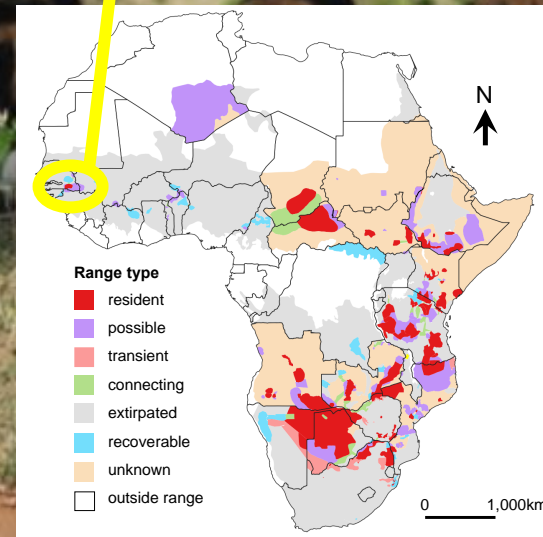 N
Range type
resident
possible
transient
connecting
extirpated
recoverable
unknown
outside range
0 1,000km